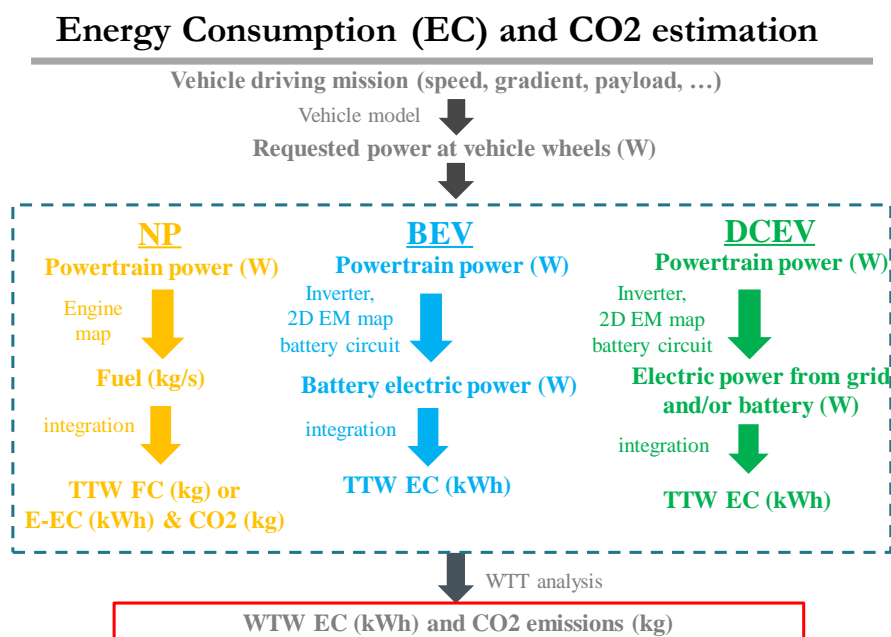 Energy Consumption (EC) and CO2 estimation
Vehicle driving mission (speed, gradient, payload, …)
Vehicle model
Requested power at vehicle wheels (W)
NP
Powertrain power (W)
Engine
map
Fuel (kg/s)
integration
TTW FC (kg) or
E-EC (kWh) & CO2 (kg)
BEV
Powertrain power (W)
Inverter,
2D EM map
battery circuit
Battery electric power (W)
integration
TTW EC (kWh)
DCEV
Powertrain power (W)
Inverter,
2D EM map
battery circuit
Electric power from grid
and/or battery (W)
integration
TTW EC (kWh)
WTT analysis
WTW EC (kWh) and CO2 emissions (kg)